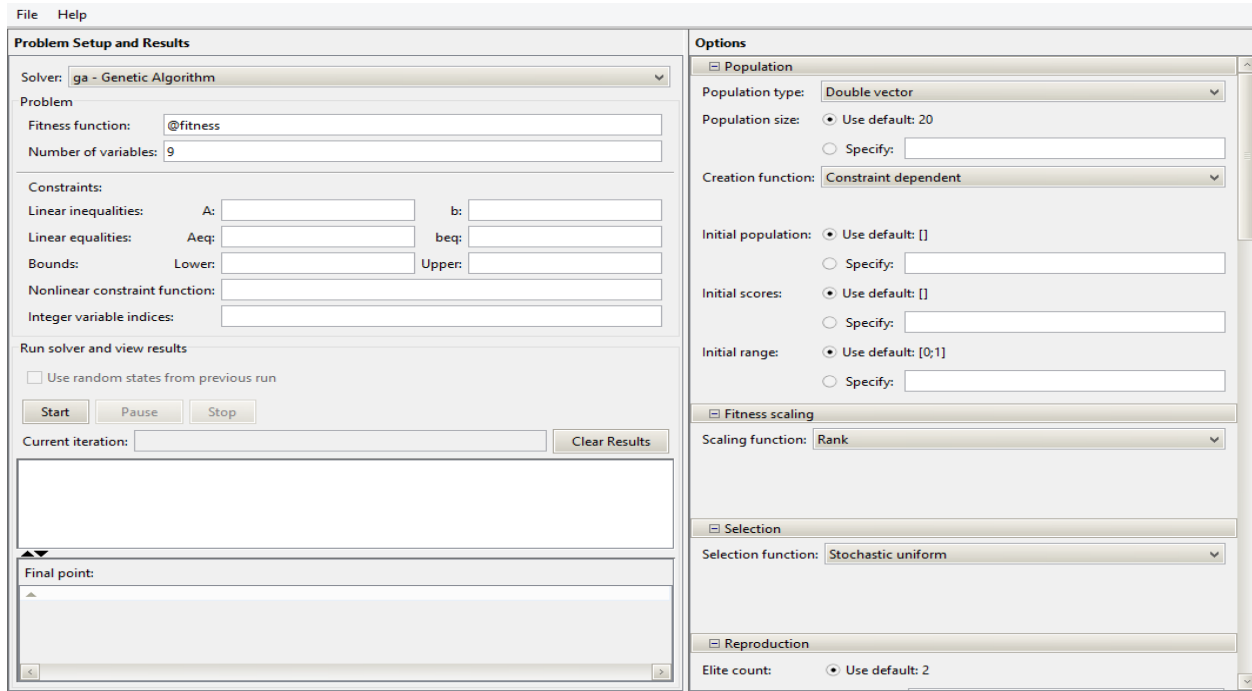 File Help
Problem Setup and Results
Solver: ga - Genetic Algorithm
Problem
Fitness function: @fitness
Number of variables: 9
Constraints:
Linear inequalities: A: b:
Linear equalities: Aeq: beq:
Bounds: Lower: Upper:
Nonlinear constraint function:
Integer variable indices:
Run solver and view results
Use random states from previous run
Start Pause Stop
Current iteration: Clear Results
Final point:
Options
Population
Population type: Double vector
Population size: Use default: 20
Specify:
Creation function: Constraint dependent
Initial population: Use default: []
Specify:
Initial scores: Use default: []
Specify:
Initial range: Use default: [0;1]
Specify:
Fitness scaling
Scaling function: Rank
Selection
Selection function: Stochastic uniform
Reproduction
Elite count: Use default: 2